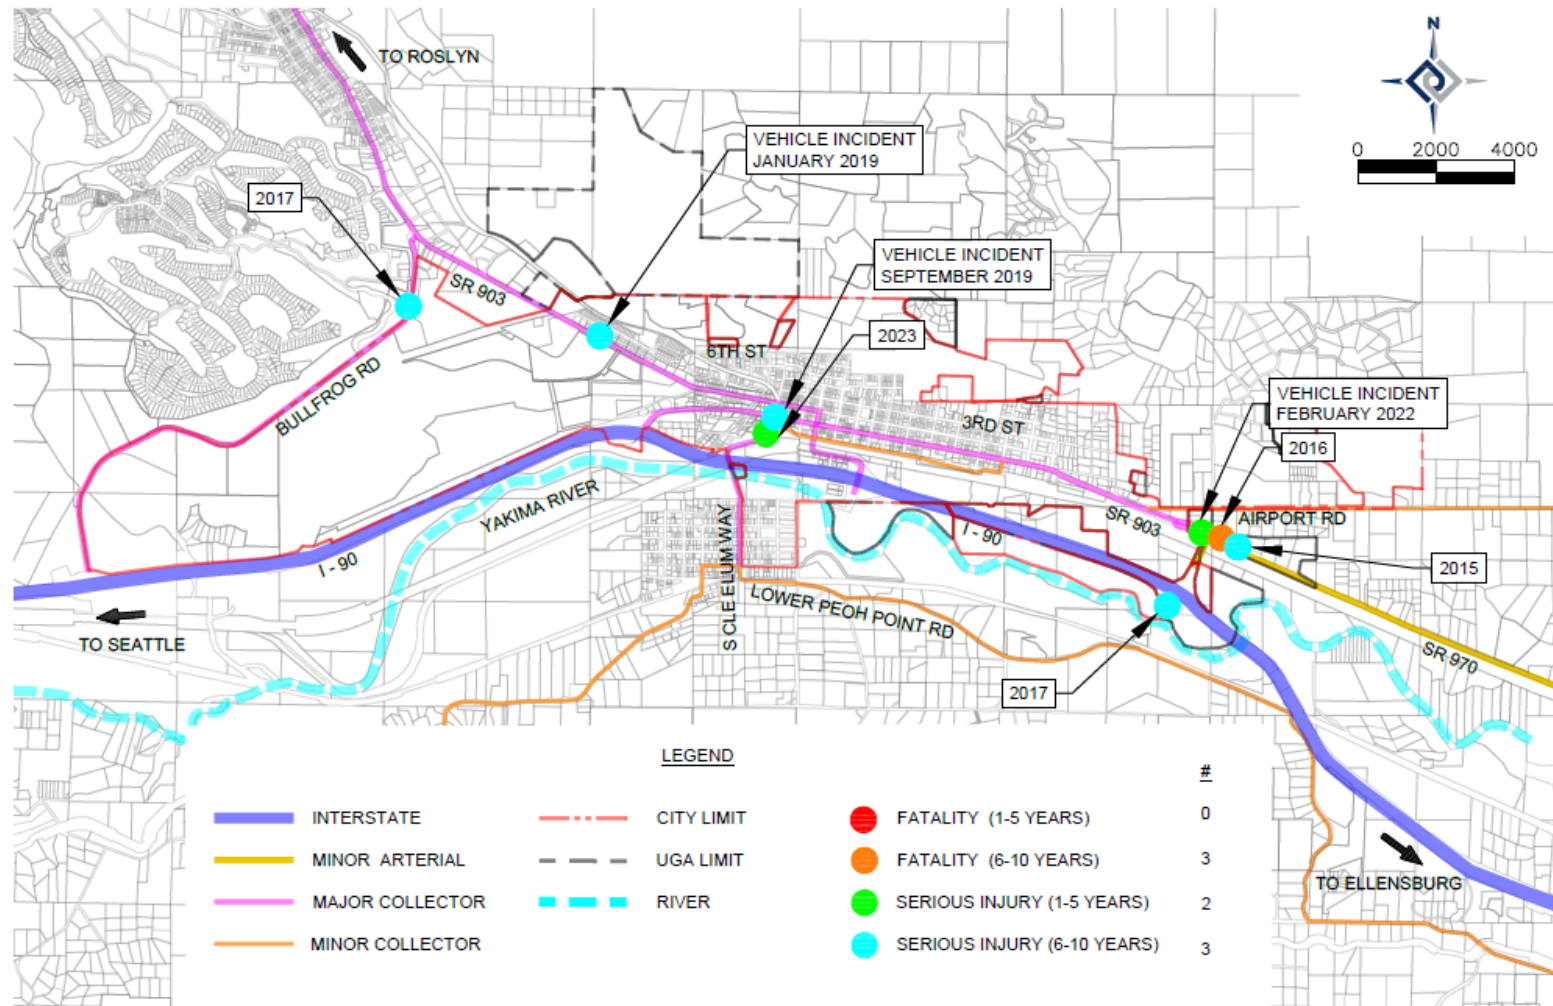 N
TO ROSLYN
VEHICLE INCIDENT
JANUARY 2019
0 2000 4000
2017
VEHICLE INCIDENT
SEPTEMBER 2019
SR 903
2023
6TH ST
BULLFROG RD
VEHICLE INCIDENT
FEBRUARY 2022
3RD ST
2016
YAKIMA RIVER
SR 903
AIRPORT RD
I - 90
I - 90
2015
S CLE ELUM WAY
LOWER PEOH POINT RD
TO SEATTLE
SR 970
2017
LEGEND
#
INTERSTATE
CITY LIMIT
FATALITY (1-5 YEARS)
0
MINOR ARTERIAL
UGA LIMIT
FATALITY (6-10 YEARS)
3
MAJOR COLLECTOR
RIVER
SERIOUS INJURY (1-5 YEARS)
2
MINOR COLLECTOR
SERIOUS INJURY (6-10 YEARS)
3
TO ELLENSBURG